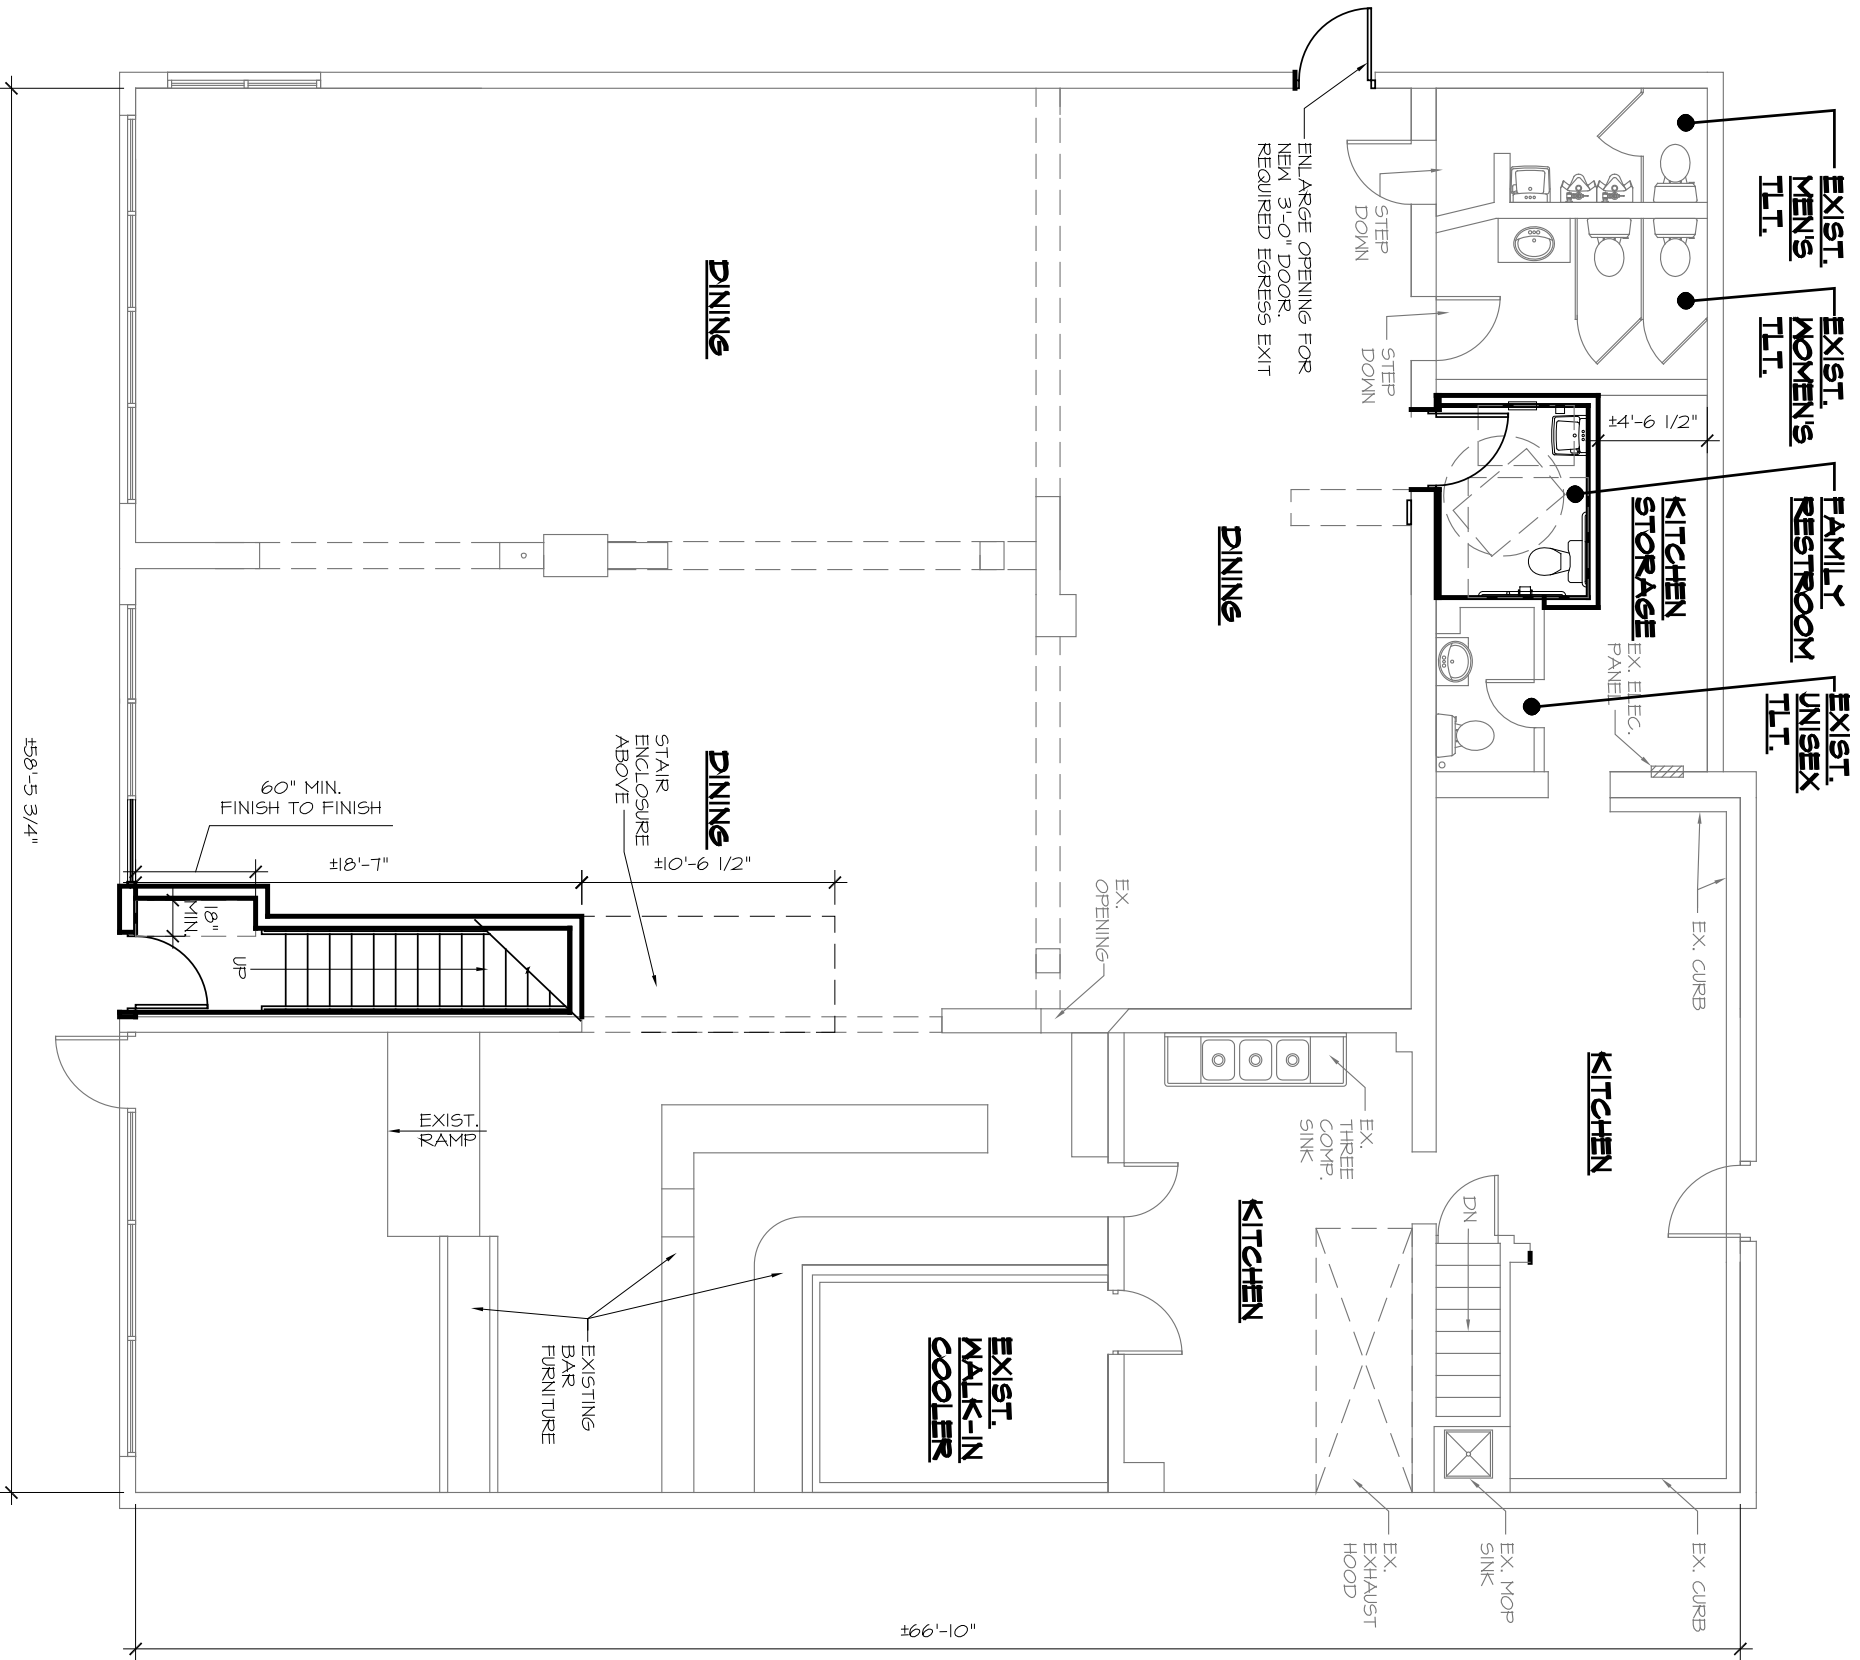 EXIST.
MEN'S
TLT.
EXIST.
WOMEN'S
TLT.
FAMILY
RESTROOM
EXIST.
UNISEX
TLT.
±4'-6 1/2"
KITCHEN
STORAGE
EX. ELEC.
PANEL
STEP
DOWN
STEP
DOWN
ENLARGE OPENING FOR
NEW 3'-0" DOOR.
REQUIRED EGRESS EXIT
DINING
DINING
DINING
STAIR
ENCLOSURE
ABOVE
60" MIN.
FINISH TO FINISH
±18'-7"
±10'-6 1/2"
18"
MIN.
UP
EX.
OPENING
EX. CURB
KITCHEN
EX.
THREE
COMP.
SINK
KITCHEN
DN
EXIST.
RAMP
EXISTING
BAR
FURNITURE
EXIST.
WALK-IN
COOLER
EX.
EXHAUST
HOOD
EX. MOP
SINK
EX. CURB
±58'-5 3/4"
±66'-10"